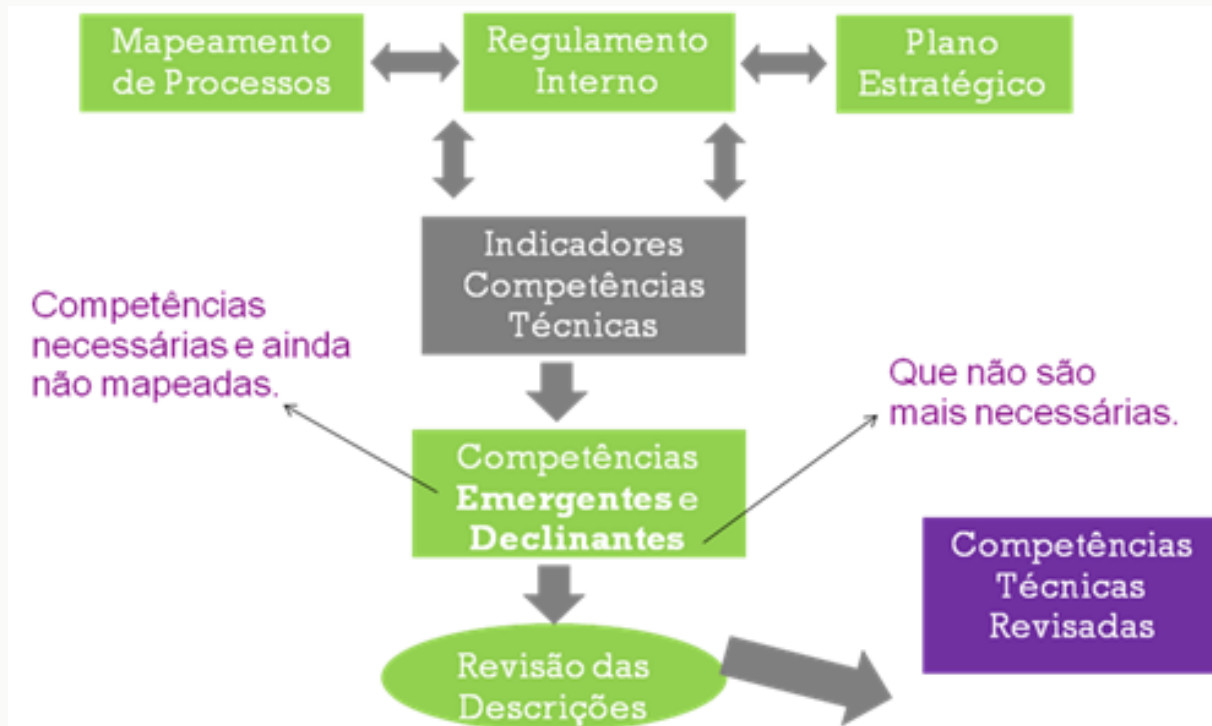 Mapeamento
de Processos
Regulamento
Interno
Plano
Estratégico
Indicadores
Competências
Técnicas
Competências
necessárias e ainda
não mapeadas.
Que não são
mais necessárias.
Competências
Emergentes e
Declinantes
Competências
Técnicas
Revisadas
Revisão das
Descrições